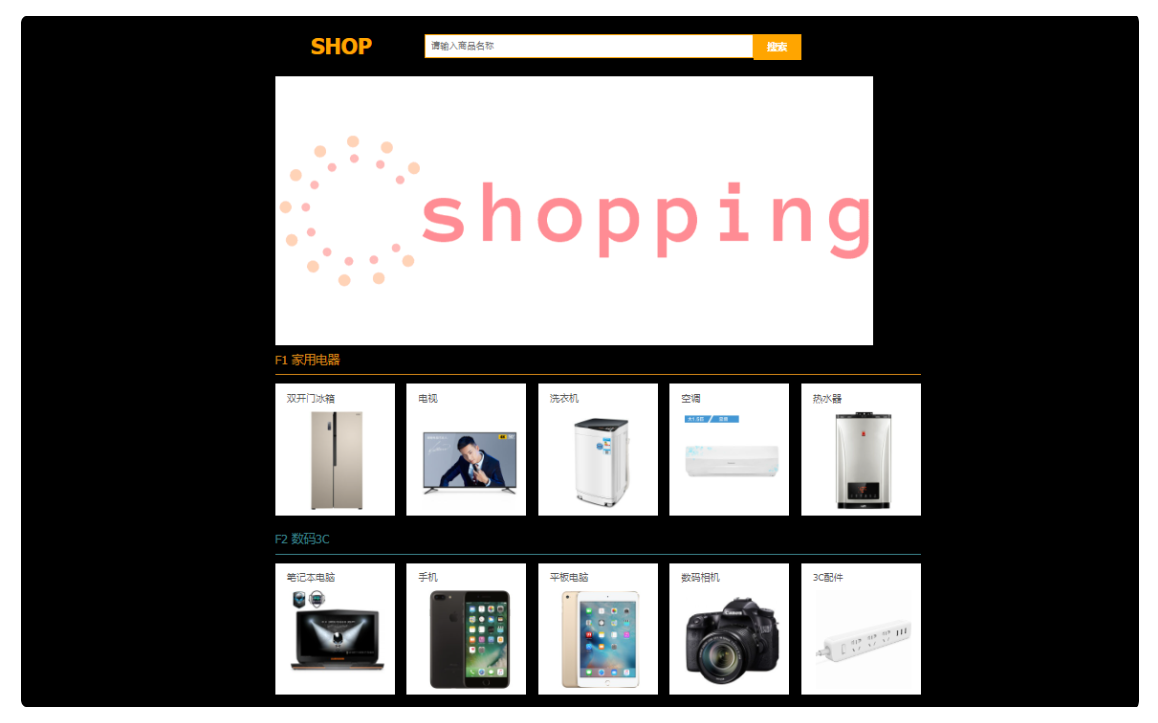 SHOP
请输入商品名称
搜索
shopping
F1 家用电器
双开门冰箱
电视
洗衣机
空调
热水器
F2 数码3C
笔记本电脑
手机
平板电脑
数码相机
3C配件